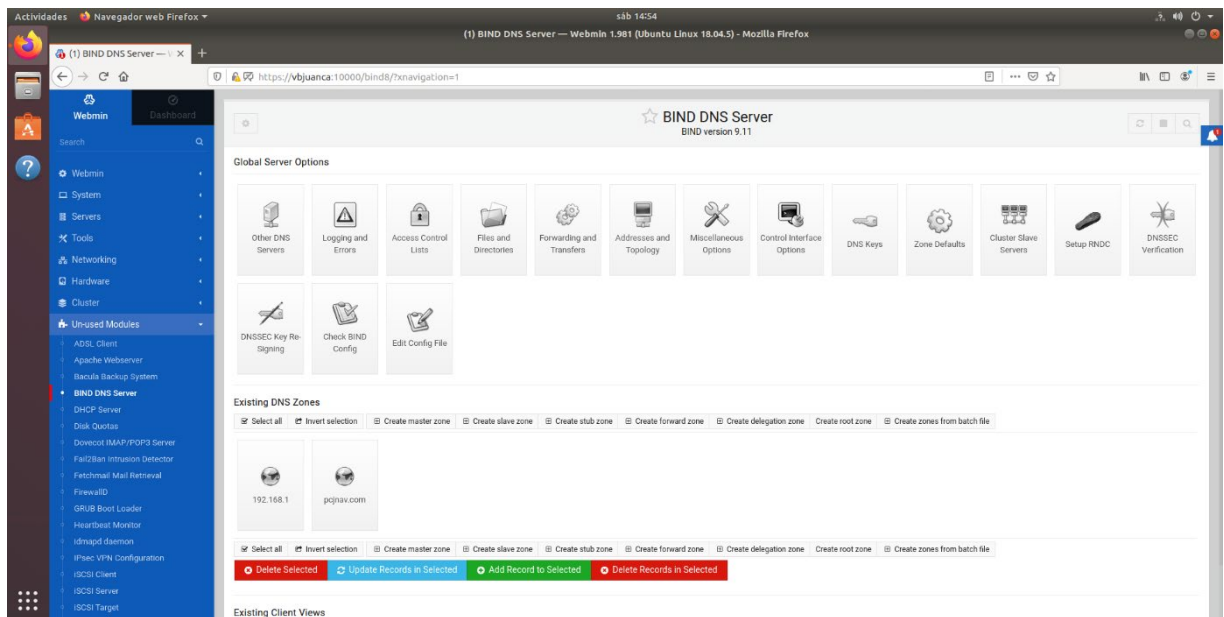 Actividades Navegador web Firefox sáb 14:54
(1) BIND DNS Server — Webmin 1.981 (Ubuntu Linux 18.04.5) - Mozilla Firefox
(1) BIND DNS Server —
https://vbjuanca:10000/bind8/?xnavigation=1
Webmin
Dashboard
Search
Webmin
System
Servers
Tools
Networking
Hardware
Cluster
Un-used Modules
ADSL Client
Apache Webserver
Bacula Backup System
BIND DNS Server
DHCP Server
Disk Quotas
Dovecot IMAP/POP3 Server
Fail2Ban Intrusion Detector
Fetchmail Mail Retrieval
FirewallD
GRUB Boot Loader
Heartbeat Monitor
idmapd daemon
IPsec VPN Configuration
iSCSI Client
iSCSI Server
iSCSI Target
BIND DNS Server
BIND version 9.11
Global Server Options
Other DNS Servers
Logging and Errors
Access Control Lists
Files and Directories
Forwarding and Transfers
Addresses and Topology
Miscellaneous Options
Control Interface Options
DNS Keys
Zone Defaults
Cluster Slave Servers
Setup RNDC
DNSSEC Verification
DNSSEC Key Re-Signing
Check BIND Config
Edit Config File
Existing DNS Zones
Select all Invert selection Create master zone Create slave zone Create stub zone Create forward zone Create delegation zone Create root zone Create zones from batch file
192.168.1
pcjnav.com
Select all Invert selection Create master zone Create slave zone Create stub zone Create forward zone Create delegation zone Create root zone Create zones from batch file
Delete Selected Update Records in Selected Add Record to Selected Delete Records in Selected
Existing Client Views